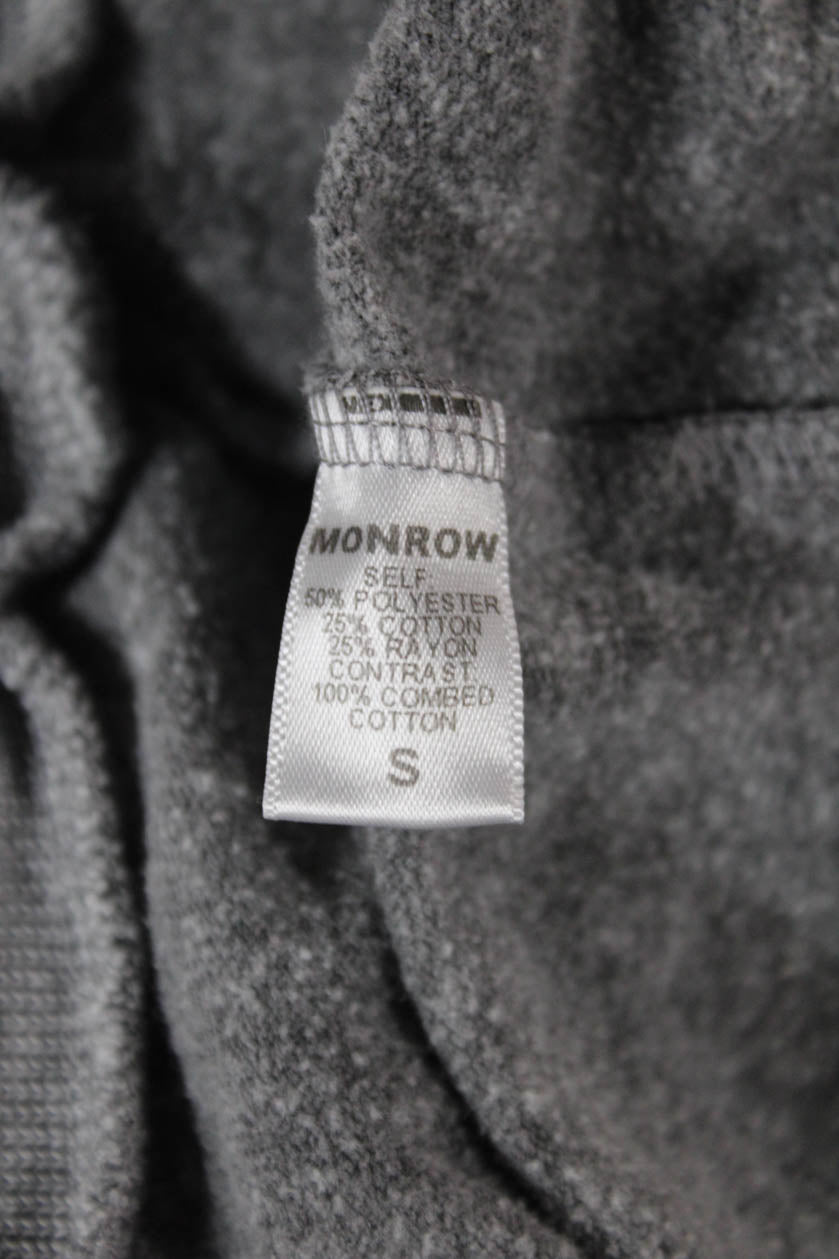 MONROW
SELF
50% POLYESTER
25% COTTON
25% RAYON
CONTRAST
100% COMBED
COTTON
S